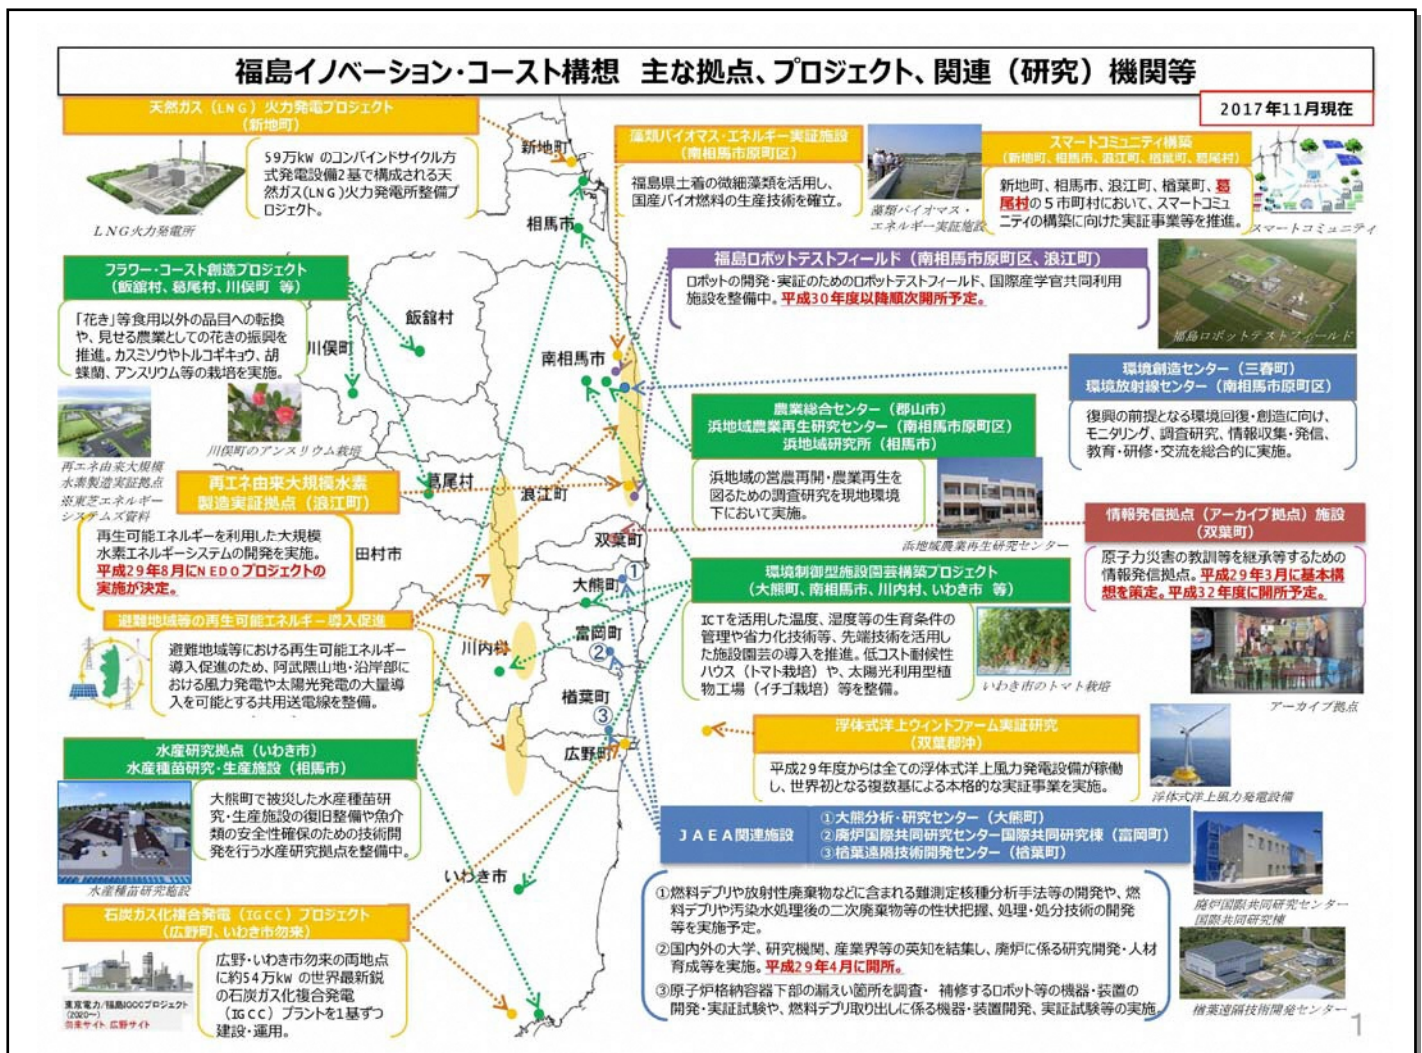 福島イノベーション・コースト構想　主な拠点、プロジェクト、関連（研究）機関等
2017年11月現在
天然ガス（LNG）火力発電プロジェクト
（新地町）
59万kW のコンバインドサイクル方
式発電設備2基で構成される天
然ガス(LNG)火力発電所整備プ
ロジェクト。
LNG火力発電所
藻類バイオマス・エネルギー実証施設
（南相馬市原町区）
福島県土着の微細藻類を活用し、
国産バイオ燃料の生産技術を確立。
藻類バイオマス・
エネルギー実証施設
スマートコミュニティ構築
（新地町、相馬市、浪江町、楢葉町、葛尾村）
新地町、相馬市、浪江町、楢葉町、葛
尾村の５市町村において、スマートコミュ
ニティの構築に向けた実証事業等を推進。
スマートコミュニティ
フラワー・コースト創造プロジェクト
（飯舘村、葛尾村、川俣町 等）
「花き」等食用以外の品目への転換
や、見せる農業としての花きの振興を
推進。カスミソウやトルコギキョウ、胡
蝶蘭、アンスリウム等の栽培を実施。
川俣町のアンスリウム栽培
福島ロボットテストフィールド（南相馬市原町区、浪江町）
ロボットの開発・実証のためのロボットテストフィールド、国際産学官共同利用
施設を整備中。平成30年度以降順次開所予定。
福島ロボットテストフィールド
環境創造センター（三春町）
環境放射線センター（南相馬市原町区）
復興の前提となる環境回復・創造に向け、
モニタリング、調査研究、情報収集・発信、
教育・研修・交流を総合的に実施。
農業総合センター（郡山市）
浜地域農業再生研究センター（南相馬市原町区）
浜地域研究所（相馬市）
浜地域の営農再開・農業再生を
図るための調査研究を現地環境
下において実施。
浜地域農業再生研究センター
再エネ由来大規模
水素製造実証拠点
※東芝エネルギー
システムズ資料
再エネ由来大規模水素
製造実証拠点（浪江町）
再生可能エネルギーを利用した大規模
水素エネルギーシステムの開発を実施。
平成29年8月にNEDOプロジェクトの
実施が決定。
情報発信拠点（アーカイブ拠点）施設
（双葉町）
原子力災害の教訓等を継承等するための
情報発信拠点。平成29年3月に基本構
想を策定。平成32年度に開所予定。
アーカイブ拠点
環境制御型施設園芸構築プロジェクト
（大熊町、南相馬市、川内村、いわき市 等）
ICTを活用した温度、湿度等の生育条件の
管理や省力化技術等、先端技術を活用し
た施設園芸の導入を推進。低コスト耐候性
ハウス（トマト栽培）や、太陽光利用型植
物工場（イチゴ栽培）等を整備。
いわき市のトマト栽培
避難地域等の再生可能エネルギー導入促進
避難地域等における再生可能エネルギー
導入促進のため、阿武隈山地・沿岸部に
おける風力発電や太陽光発電の大量導
入を可能とする共用送電線を整備。
浮体式洋上ウィンドファーム実証研究
（双葉郡沖）
平成29年度からは全ての浮体式洋上風力発電設備が稼働
し、世界初となる複数基による本格的な実証事業を実施。
浮体式洋上風力発電設備
水産研究拠点（いわき市）
水産種苗研究・生産施設（相馬市）
大熊町で被災した水産種苗研
究・生産施設の復旧整備や魚介
類の安全性確保のための技術開
発を行う水産研究拠点を整備中。
水産種苗研究施設
JAEA関連施設
①大熊分析・研究センター（大熊町）
②廃炉国際共同研究センター国際共同研究棟（富岡町）
③楢葉遠隔技術開発センター（楢葉町）
①燃料デブリや放射性廃棄物などに含まれる難測定核種分析手法等の開発や、燃
料デブリや汚染水処理後の二次廃棄物等の性状把握、処理・処分技術の開発
等を実施予定。
②国内外の大学、研究機関、産業界等の英知を結集し、廃炉に係る研究開発・人材
育成等を実施。平成29年4月に開所。
③原子炉格納容器下部の漏えい箇所を調査・ 補修するロボット等の機器・装置の
開発・実証試験や、燃料デブリ取り出しに係る機器・装置開発、実証試験等の実施。
廃炉国際共同研究センター
国際共同研究棟
楢葉遠隔技術開発センター
石炭ガス化複合発電（IGCC）プロジェクト
（広野町、いわき市勿来）
広野・いわき市勿来の両地点
に約54万kW の世界最新鋭
の石炭ガス化複合発電
（IGCC）プラントを1基ずつ
建設・運用。
東京電力/福島IGCCプロジェクト
(2020～)
勿来サイト, 広野サイト
新地町
相馬市
飯舘村
川俣町
南相馬市
葛尾村
浪江町
田村市
双葉町
大熊町
①
富岡町
②
川内村
楢葉町
③
広野町
いわき市
1